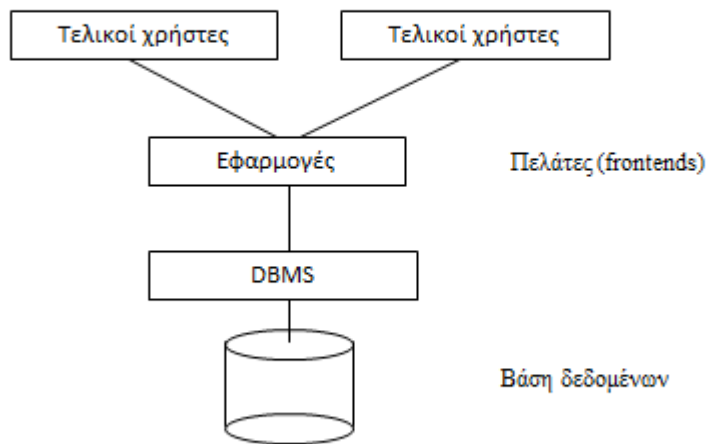 Τελικοί χρήστες
Τελικοί χρήστες
Εφαρμογές
Πελάτες (frontends)
DBMS
Βάση δεδομένων